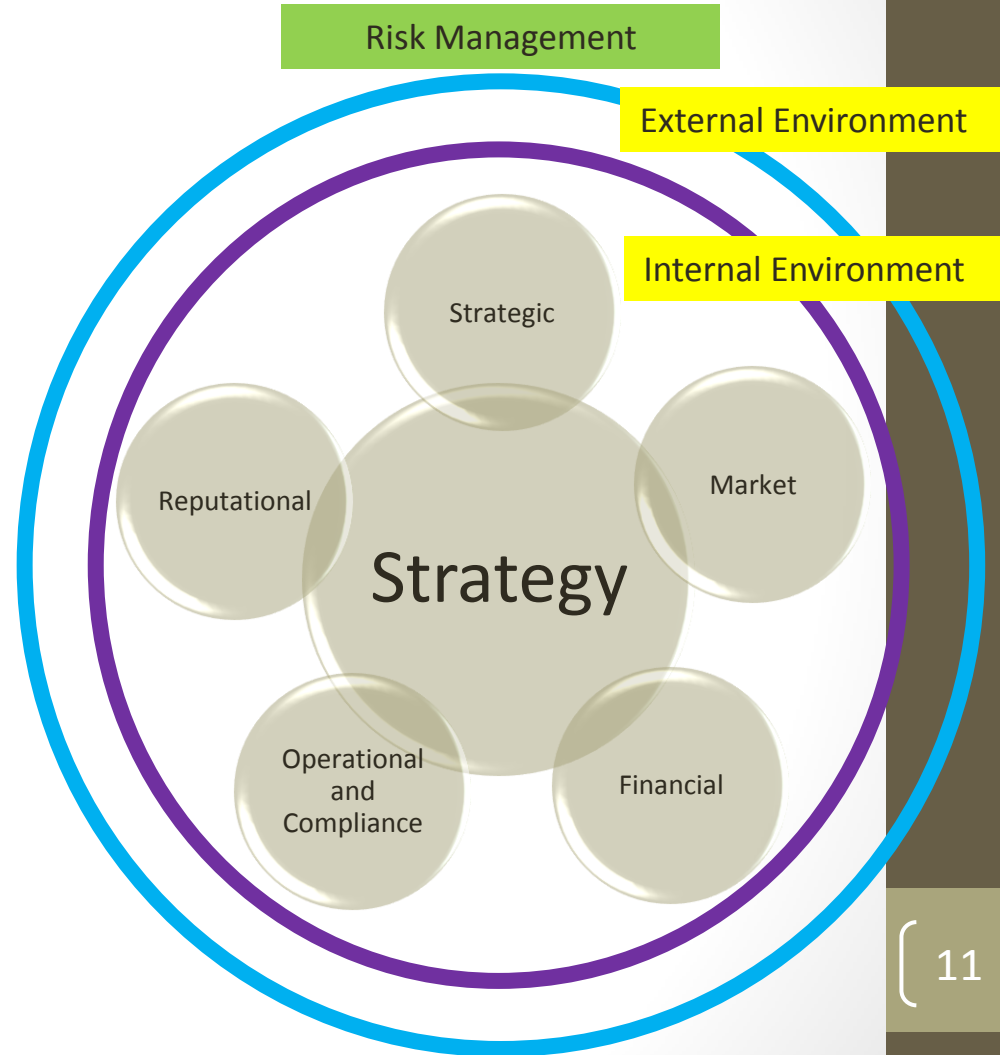 Risk Management
External Environment
Internal Environment
Strategic
Market
Reputational
Strategy
Operational
and
Compliance
Financial
11